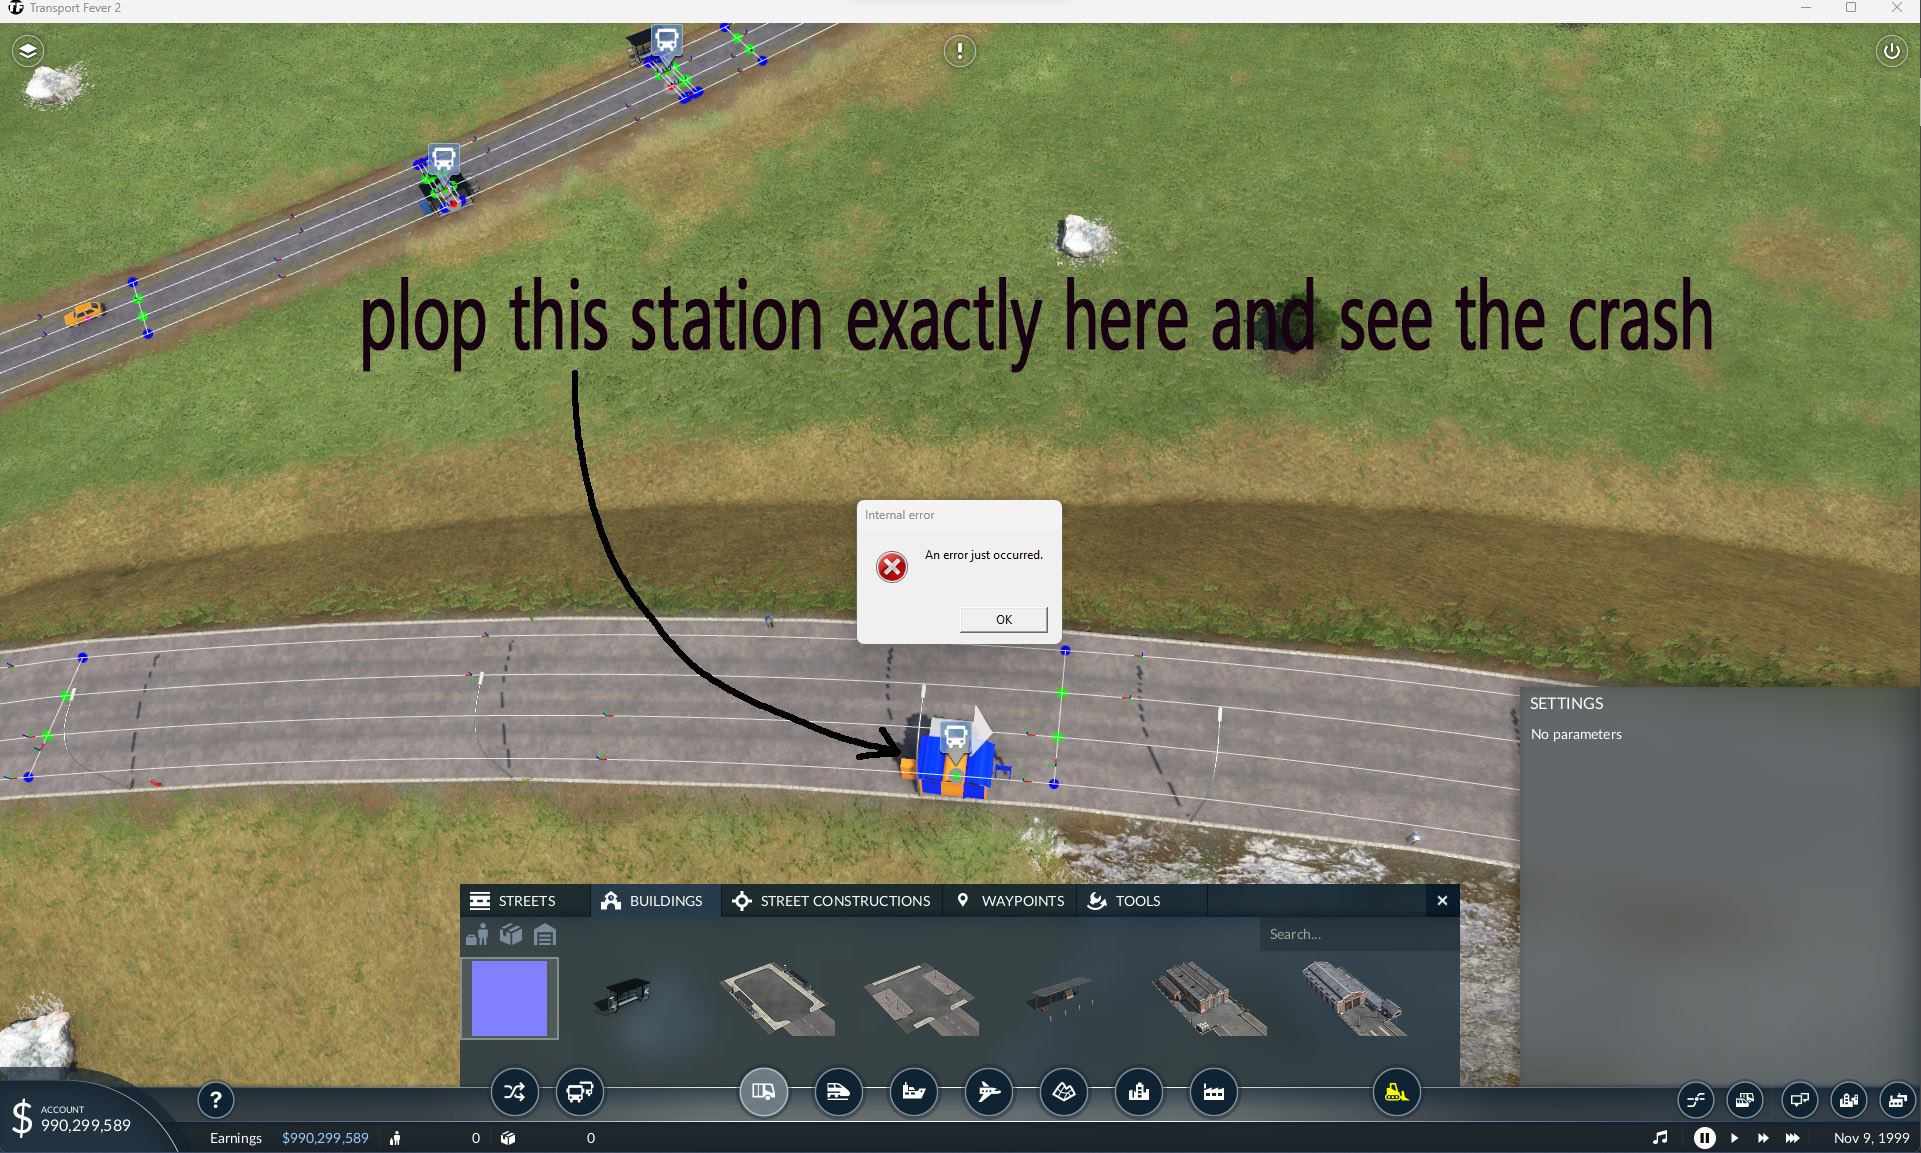 Transport Fever 2
plop this station exactly here and see the crash
Internal error
An error just occurred.
OK
SETTINGS
No parameters
STREETS
BUILDINGS
STREET CONSTRUCTIONS
WAYPOINTS
TOOLS
Search...
?
$
ACCOUNT
990,299,589
Earnings $990,299,589 0 0
Nov 9, 1999